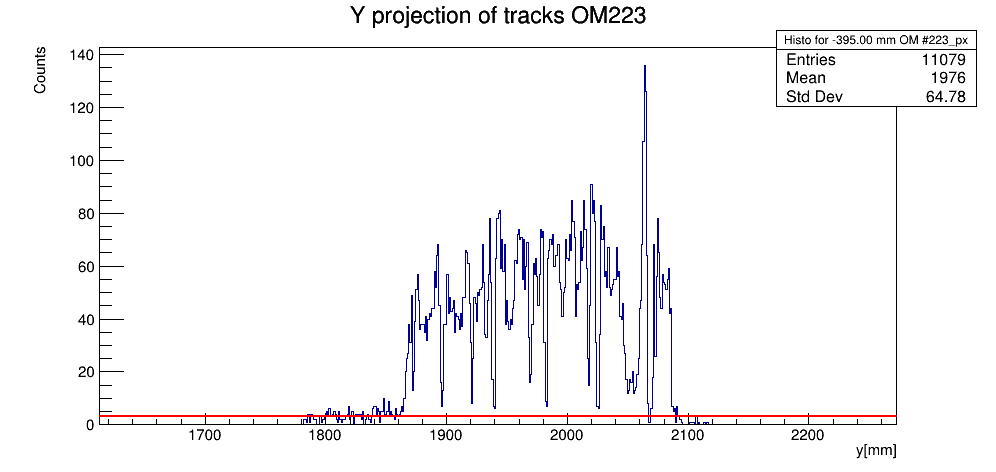 Y projection of tracks OM223
Histo for -395.00 mm OM #223_px
Entries 11079
Mean 1976
Std Dev 64.78
Counts
140
120
100
80
60
40
20
0
1700 1800 1900 2000 2100 2200
y[mm]